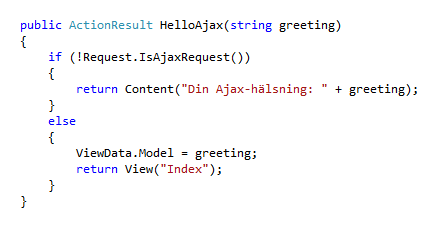 public ActionResult HelloAjax(string greeting)
{
    if (!Request.IsAjaxRequest())
    {
        return Content("Din Ajax-hälsning: " + greeting);
    }
    else
    {
        ViewData.Model = greeting;
        return View("Index");
    }
}